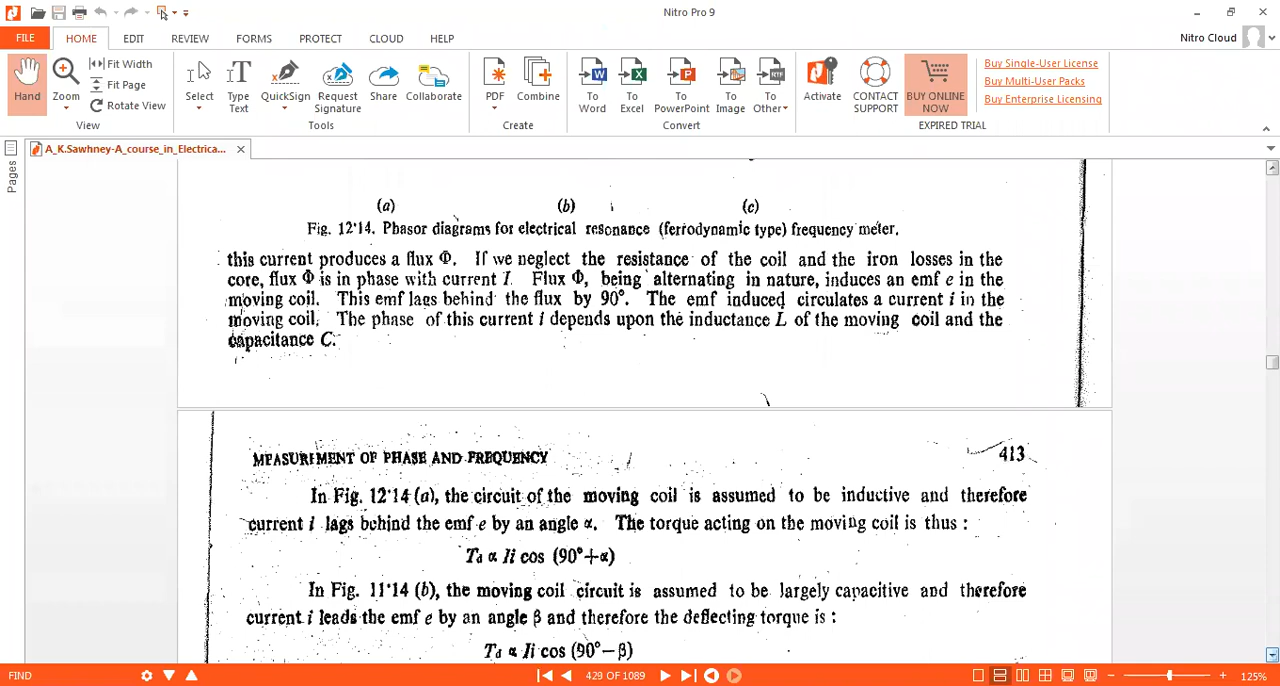 Nitro Pro 9
FILE HOME EDIT REVIEW FORMS PROTECT CLOUD HELP
Nitro Cloud
Hand
Zoom
Fit Width
Fit Page
Rotate View
View
Select
Type Text
QuickSign
Request Signature
Share
Collaborate
Tools
PDF
Combine
Create
To Word
To Excel
To PowerPoint
To Image
To Other
Convert
Activate
CONTACT SUPPORT
BUY ONLINE NOW
Buy Single-User License
Buy Multi-User Packs
Buy Enterprise Licensing
EXPIRED TRIAL
Pages
A_K.Sawhney-A_course_in_Electrica...
(a) (b) (c)
Fig. 12·14. Phasor diagrams for electrical resonance (ferrodynamic type) frequency meter.
this current produces a flux Φ. If we neglect the resistance of the coil and the iron losses in the
core, flux Φ is in phase with current I. Flux Φ, being alternating in nature, induces an emf e in the
moving coil. This emf lags behind the flux by 90°. The emf induced circulates a current i in the
moving coil. The phase of this current i depends upon the inductance L of the moving coil and the
capacitance C.
MEASUREMENT OF PHASE AND FREQUENCY 413
In Fig. 12·14 (a), the circuit of the moving coil is assumed to be inductive and therefore
current i lags behind the emf e by an angle α. The torque acting on the moving coil is thus :
Td ∝ Ii cos (90°+α)
In Fig. 11·14 (b), the moving coil circuit is assumed to be largely capacitive and therefore
current i leads the emf e by an angle β and therefore the deflecting torque is :
Td ∝ Ii cos (90°−β)
FIND
429 OF 1089
125%